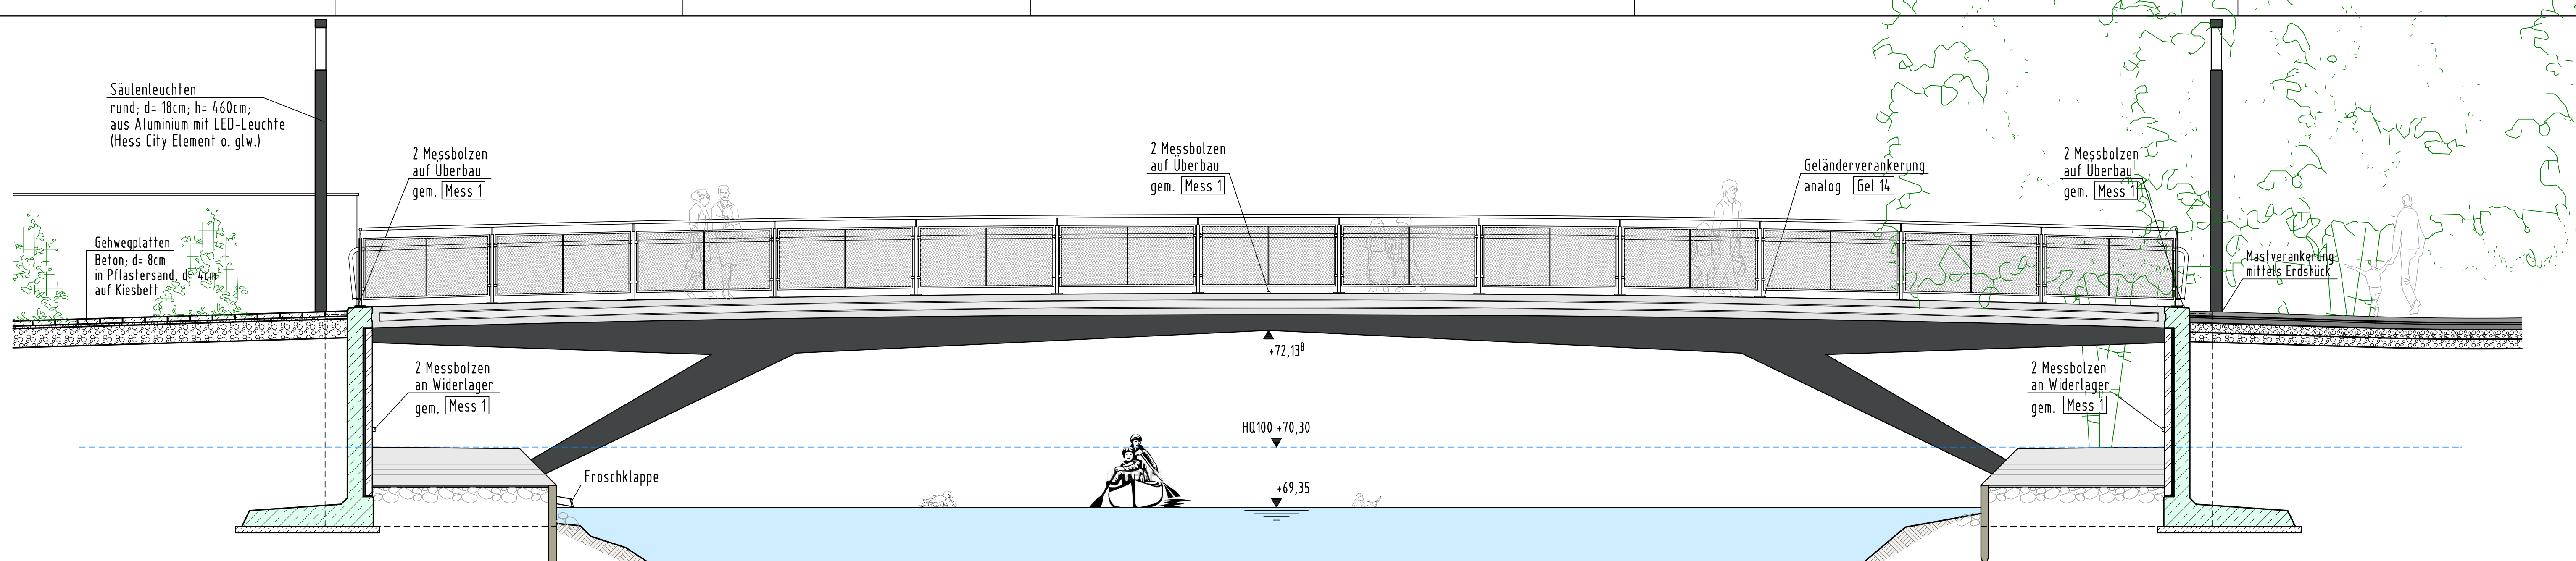 Säulenleuchten
rund; d= 18cm; h= 460cm;
aus Aluminium mit LED-Leuchte
(Hess City Element o. glw.)
2 Messbolzen
auf Überbau
gem. Mess 1
2 Messbolzen
auf Überbau
gem. Mess 1
Geländerverankerung
analog Gel 14
2 Messbolzen
auf Überbau
gem. Mess 1
Gehwegplatten
Beton; d= 8cm
in Pflastersand, d= 4cm
auf Kiesbett
Mastverankerung
mittels Erdstück
+72,13⁸
2 Messbolzen
an Widerlager
gem. Mess 1
2 Messbolzen
an Widerlager
gem. Mess 1
HQ100 +70,30
Froschklappe
+69,35